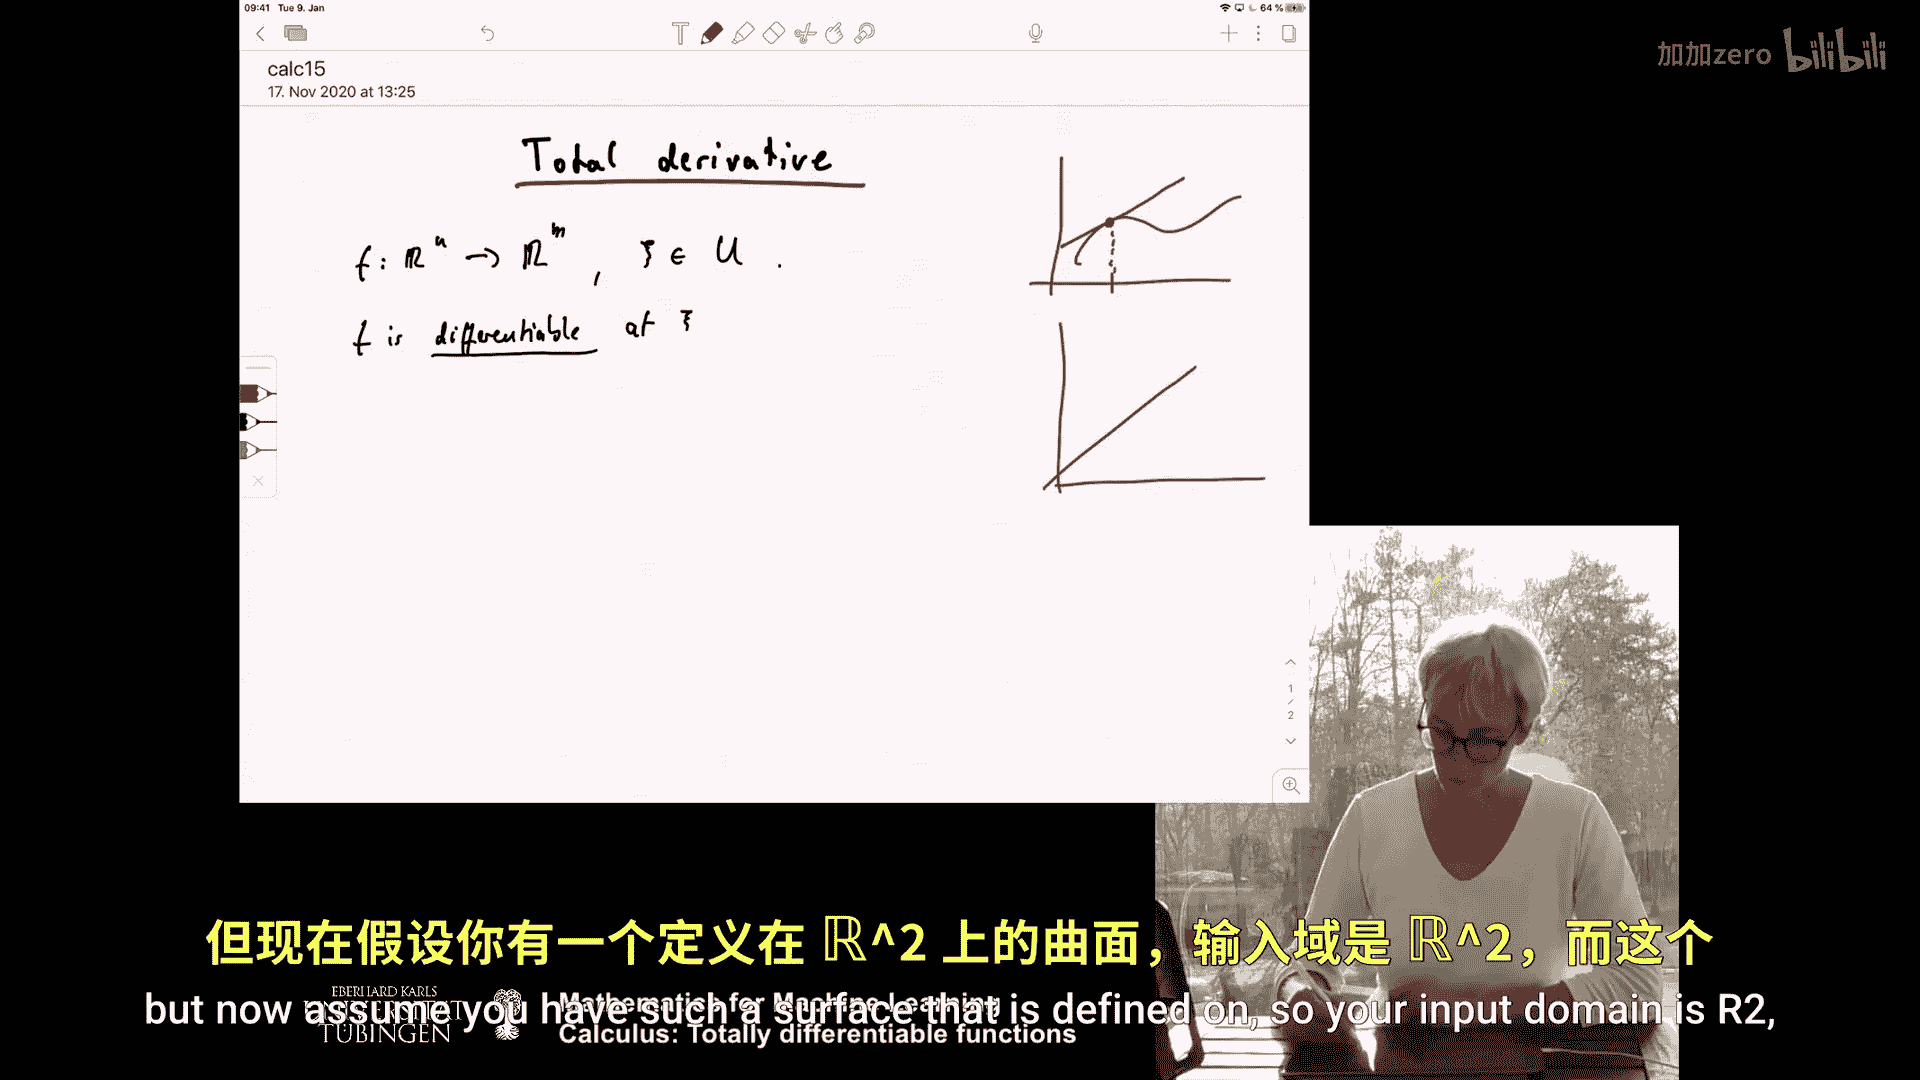 09:41 Tue 9. Jan
64 %
加加zero bilibili
calc15
17. Nov 2020 at 13:25
Total derivative
f: ℝⁿ → ℝᵐ, ξ ∈ U .
f is differentiable at ξ
1
/
2
但现在假设你有一个定义在 ℝ^2 上的曲面，输入域是 ℝ^2，而这个
but now assume you have such a surface that is defined on, so your input domain is R2,
EBERHARD KARLS
UNIVERSITÄT
TÜBINGEN
Mathematics for Machine Learning
Calculus: Totally differentiable functions